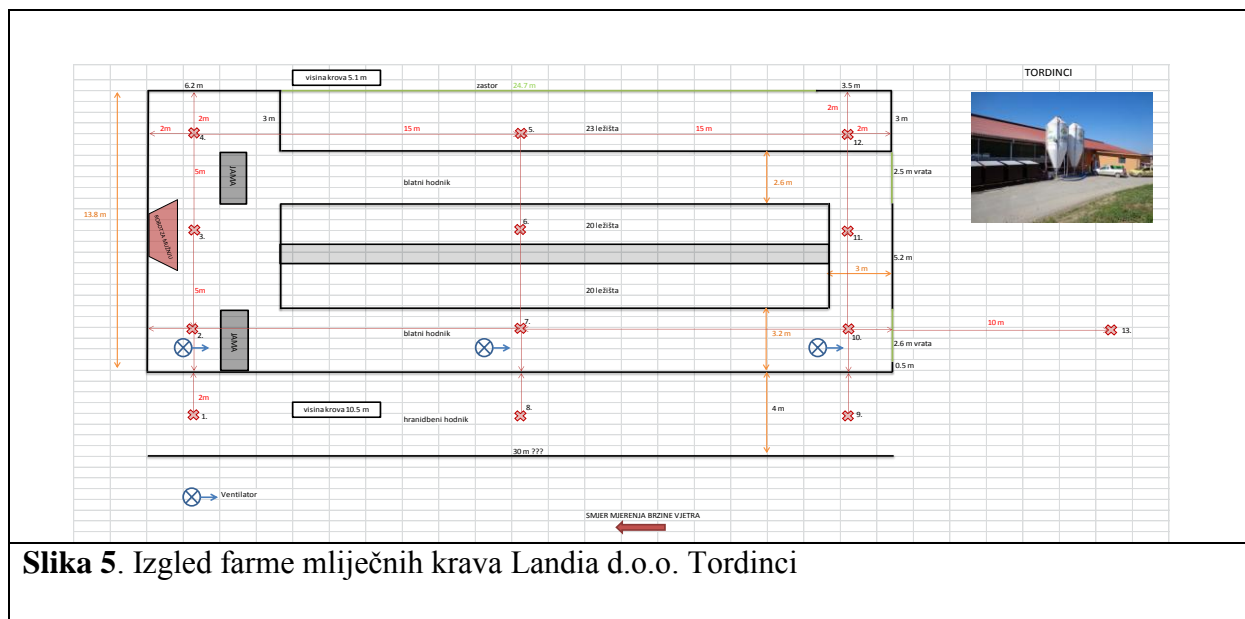 visina krova 5.1 m
TORDINCI
6.2 m
zastor 24.7 m
3.5 m
2m
2m
3 m
2m
15 m
5.
23 ležišta
15 m
2m
3 m
4.
12.
JAMA
5m
blatni hodnik
2.6 m
2.5 m vrata
13.8 m
ROBOT ZA MUŽNJU
3.
6.
20 ležišta
11.
5.2 m
3 m
5m
20 ležišta
JAMA
2.
blatni hodnik
7.
3.2 m
10.
10 m
13.
2.6 m vrata
0.5 m
2m
visina krova 10.5 m
4 m
1.
hranidbeni hodnik
8.
9.
30 m ???
Ventilator
SMJER MJERENJA BRZINE VJETRA
Slika 5. Izgled farme mliječnih krava Landia d.o.o. Tordinci